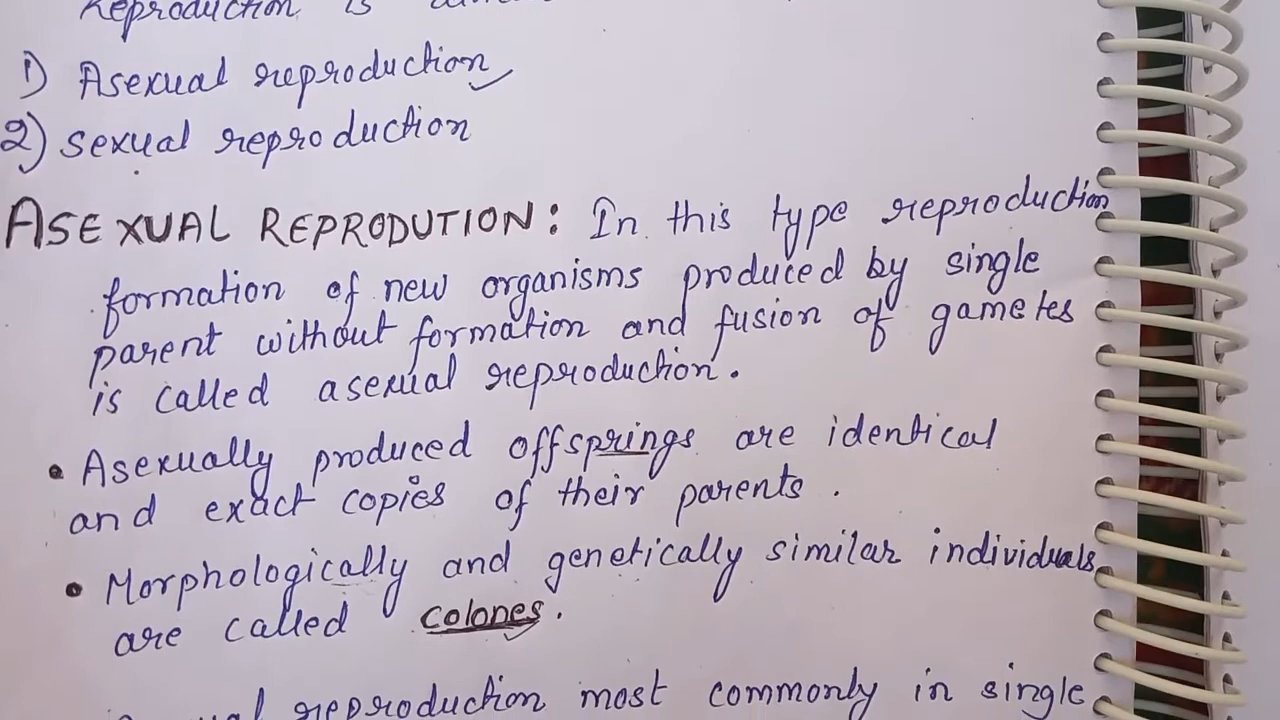 Reproduction is
1) Asexual reproduction
2) sexual reproduction
ASEXUAL REPRODUTION: In this type reproduction
formation of new organisms produced by single
parent without formation and fusion of gametes
is called asexual reproduction.
• Asexually produced offsprings are identical
and exact copies of their parents.
• Morphologically and genetically similar individuals
are called colones.
reproduction most commonly in single